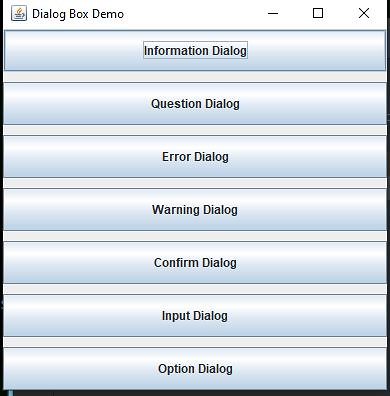 Dialog Box Demo
Information Dialog
Question Dialog
Error Dialog
Warning Dialog
Confirm Dialog
Input Dialog
Option Dialog